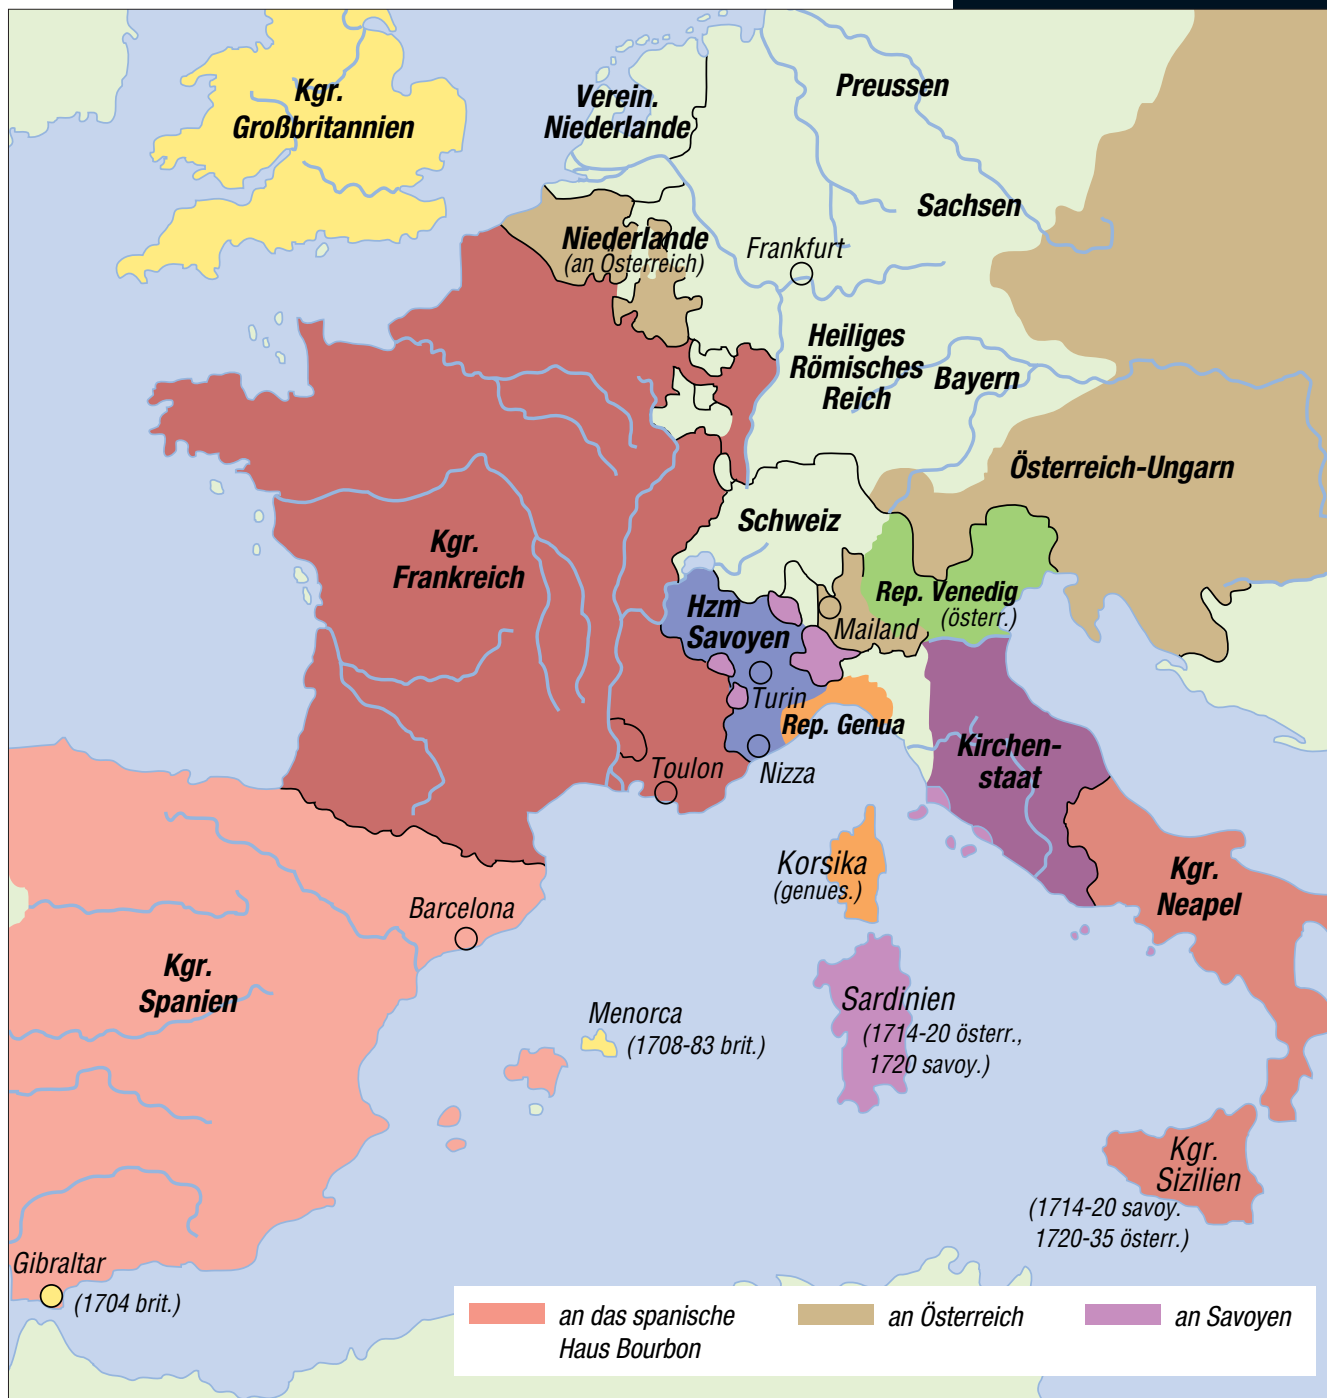 Kgr.
Großbritannien
Verein.
Niederlande
Preussen
Sachsen
Niederlande
(an Österreich)
Frankfurt
Heiliges
Römisches
Reich
Bayern
Österreich-Ungarn
Schweiz
Kgr.
Frankreich
Hzm
Savoyen
Rep. Venedig
(österr.)
Mailand
Turin
Rep. Genua
Nizza
Toulon
Kirchen-
staat
Korsika
(genues.)
Kgr.
Neapel
Barcelona
Kgr.
Spanien
Menorca
(1708-83 brit.)
Sardinien
(1714-20 österr.,
1720 savoy.)
Kgr.
Sizilien
(1714-20 savoy.
1720-35 österr.)
Gibraltar
(1704 brit.)
an das spanische
Haus Bourbon
an Österreich
an Savoyen